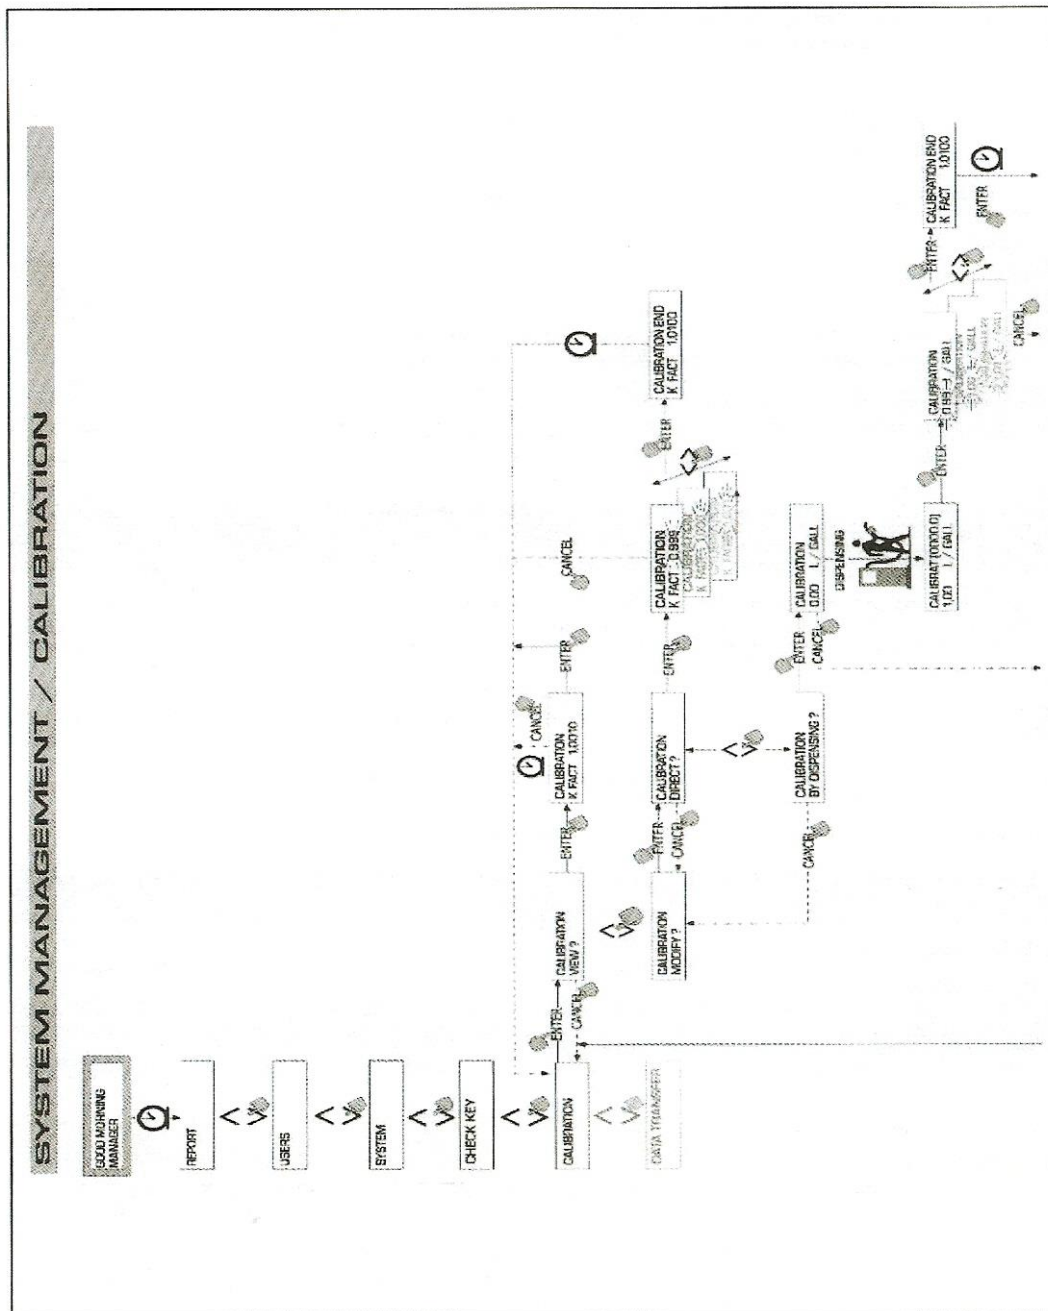 SYSTEM MANAGEMENT / CALIBRATION
GOOD MORNING
MANAGER
REPORT
USERS
SYSTEM
CHECK KEY
CALIBRATION
DATA TRANSFER
ENTER
CANCEL
CALIBRATION
VIEW ?
ENTER
CALIBRATION
K FACT 1.0010
CANCEL
ENTER
CALIBRATION
MODIFY ?
ENTER
CANCEL
CALIBRATION
DIRECT ?
ENTER
CALIBRATION
K FACT 0.999
CALIBRATION
CANCEL
ENTER
CALIBRATION END
K FACT 1.0100
CANCEL
CALIBRATION
BY DISPENSING ?
ENTER
CANCEL
CALIBRATION
0.00 L / GALL
DISPENSING
1,00 L / GALL
ENTER
CALIBRATION
ENTER
CALIBRATION END
K FACT 1.0100
CANCEL
ENTER